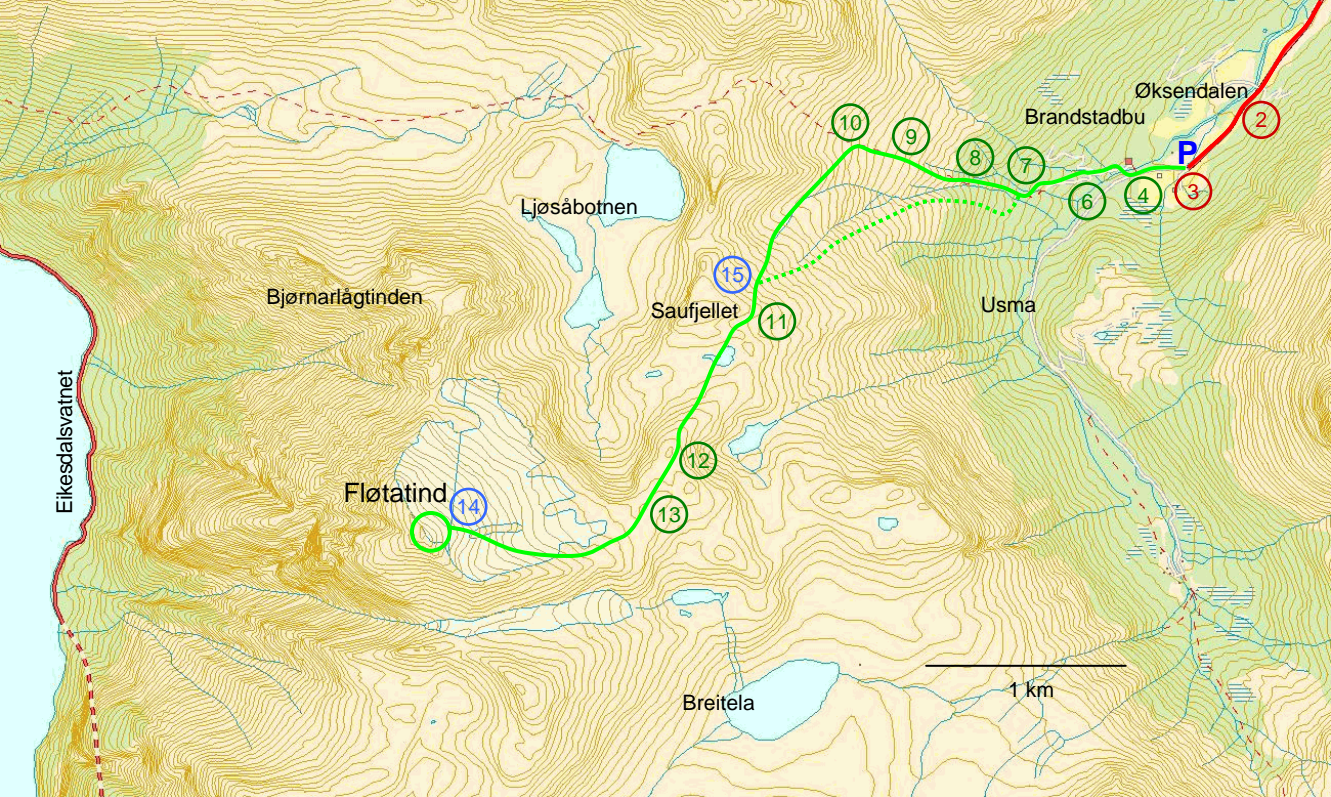 Øksendalen
Brandstadbu
2
10
9
8
7
P
6
4
3
Ljøsåbotnen
15
Bjørnarlågtinden
Saufjellet
11
Usma
Eikesdalsvatnet
12
Fløtatind
14
13
1 km
Breitela